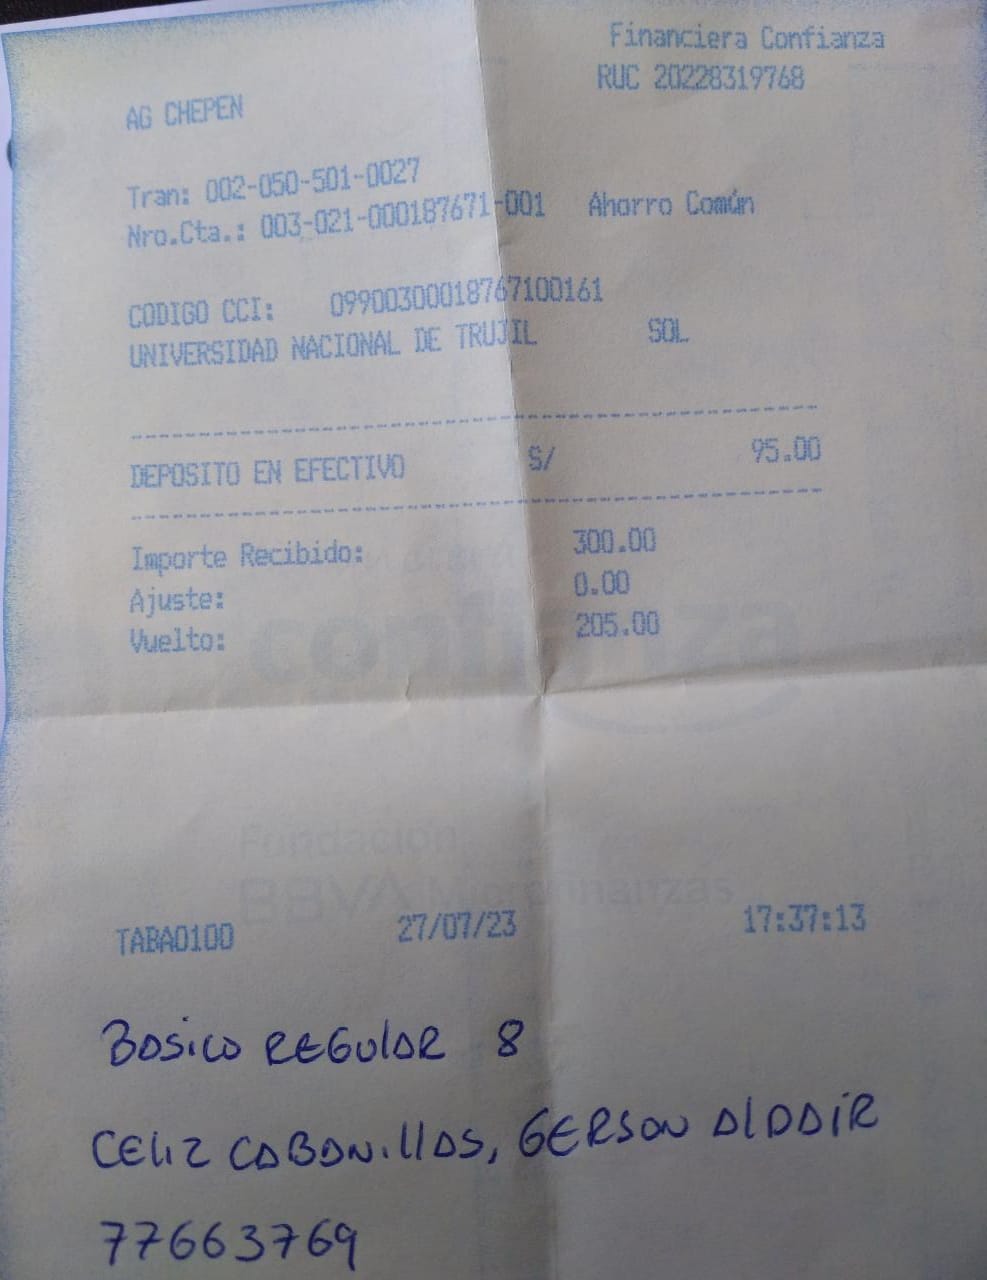 Financiera Confianza
RUC 20228319768
AG CHEPEN
Tran: 002-050-501-0027
Nro.Cta.: 003-021-000187671-001 Ahorro Común
CODIGO CCI: 09900300018767100161
UNIVERSIDAD NACIONAL DE TRUJIL SOL
DEPOSITO EN EFECTIVO S/ 95.00
Importe Recibido: 300.00
Ajuste: 0.00
Vuelto: 205.00
confianza
Fundación
BBVA Microfinanzas
TABA0100 27/07/23 17:37:13
BASICO REGULAR 8
CELIZ CABANILLAS, GERSON ALDAIR
77663769